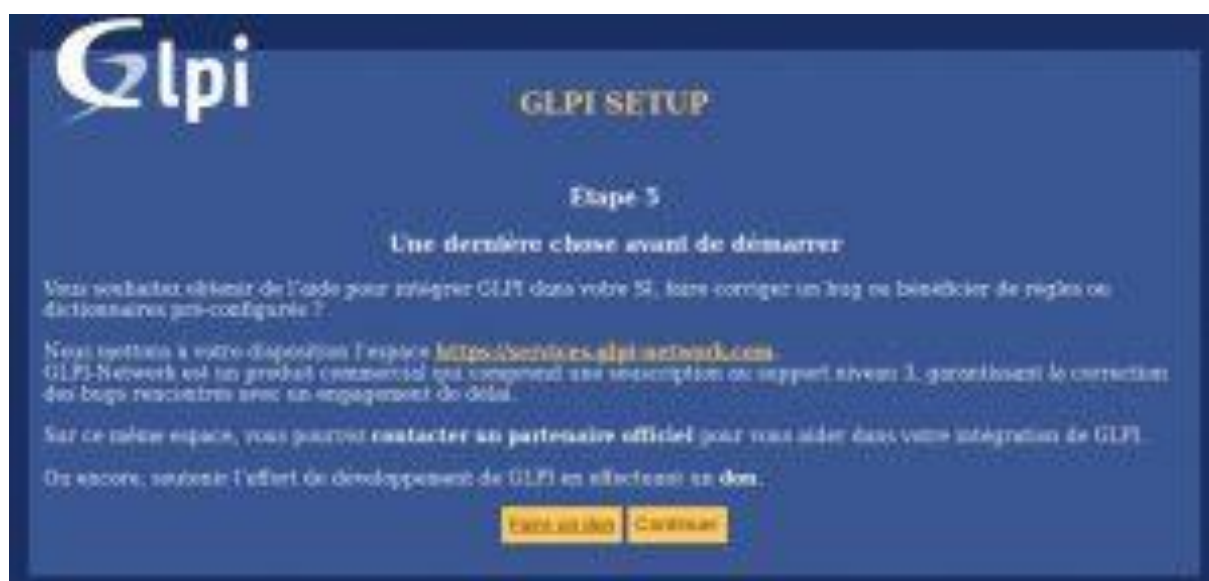 Glpi
GLPI SETUP
Etape 5
Une dernière chose avant de démarrer
Vous souhaitez obtenir de l'aide pour intégrer GLPI dans votre SI, faire corriger un bug ou bénéficier de règles ou
dictionnaires pré-configurés ?
Nous mettons à votre disposition l'espace https://services.glpi-network.com.
GLPI-Network est un produit commercial qui comprend une souscription au support niveau 3, garantissant la correction
des bugs rencontrés avec un engagement de délai.
Sur ce même espace, vous pourrez contacter un partenaire officiel pour vous aider dans votre intégration de GLPI.
Ou encore, soutenir l'effort de développement de GLPI en effectuant un don.
Faire un don Continuer